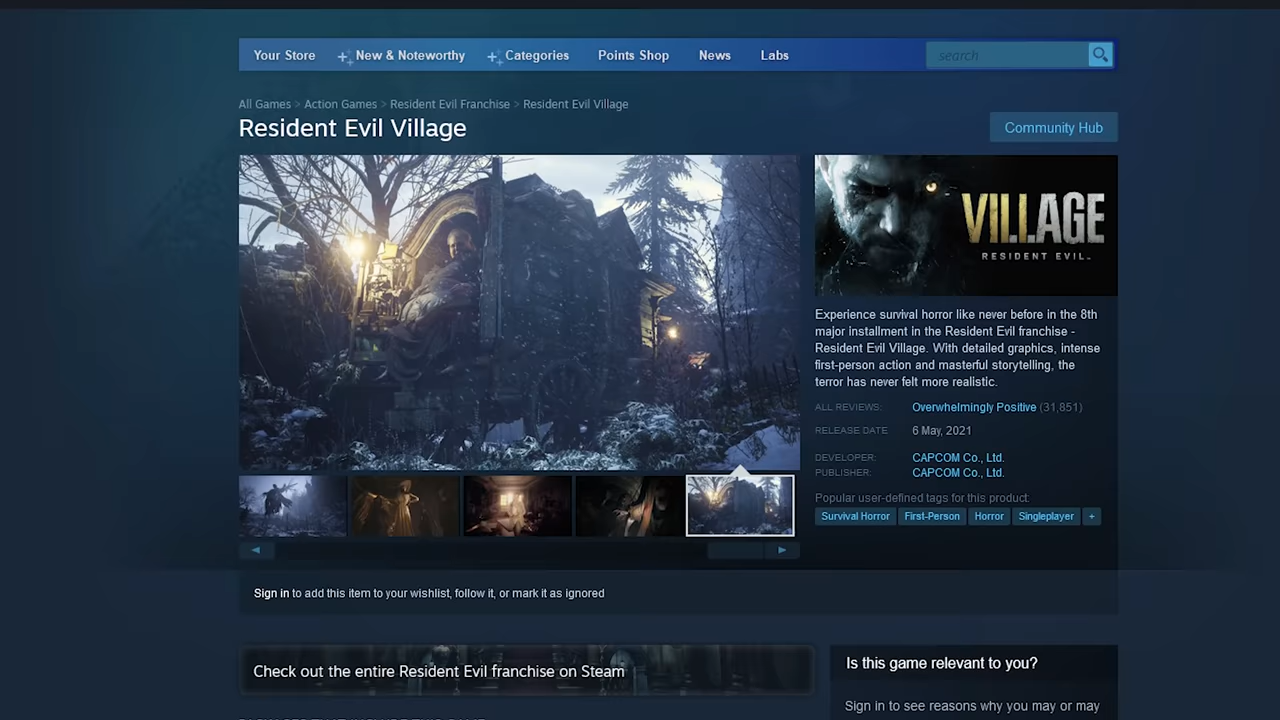 Your Store New & Noteworthy Categories Points Shop News Labs search
All Games > Action Games > Resident Evil Franchise > Resident Evil Village
Resident Evil Village
Community Hub
VILLAGE
RESIDENT EVIL
Experience survival horror like never before in the 8th
major installment in the Resident Evil franchise -
Resident Evil Village. With detailed graphics, intense
first-person action and masterful storytelling, the
terror has never felt more realistic.
ALL REVIEWS: Overwhelmingly Positive (31,851)
RELEASE DATE: 6 May, 2021
DEVELOPER: CAPCOM Co., Ltd.
PUBLISHER: CAPCOM Co., Ltd.
Popular user-defined tags for this product:
Survival Horror First-Person Horror Singleplayer +
Sign in to add this item to your wishlist, follow it, or mark it as ignored
Check out the entire Resident Evil franchise on Steam
Is this game relevant to you?
Sign in to see reasons why you may or may